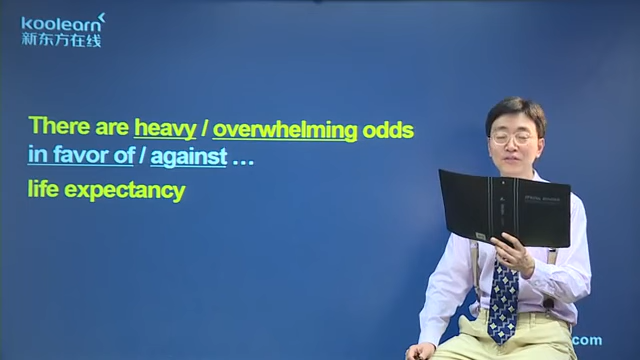 koolearn
新东方在线
There are heavy / overwhelming odds
in favor of / against ...
life expectancy
.com